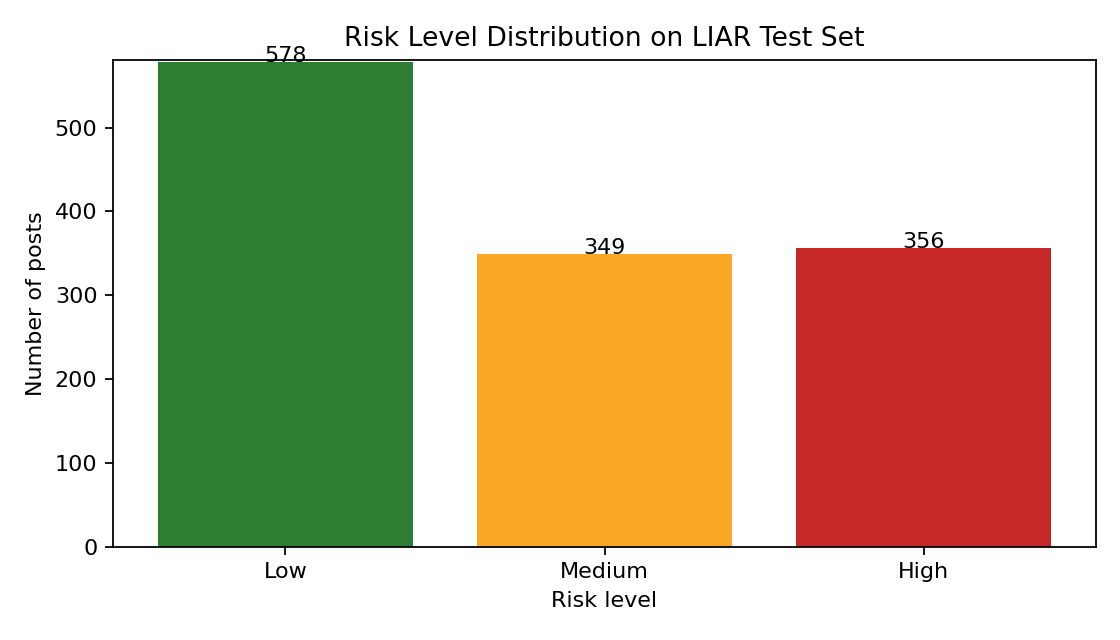 Risk Level Distribution on LIAR Test Set
578
349
356
500
400
300
200
100
0
Number of posts
Low
Medium
High
Risk level